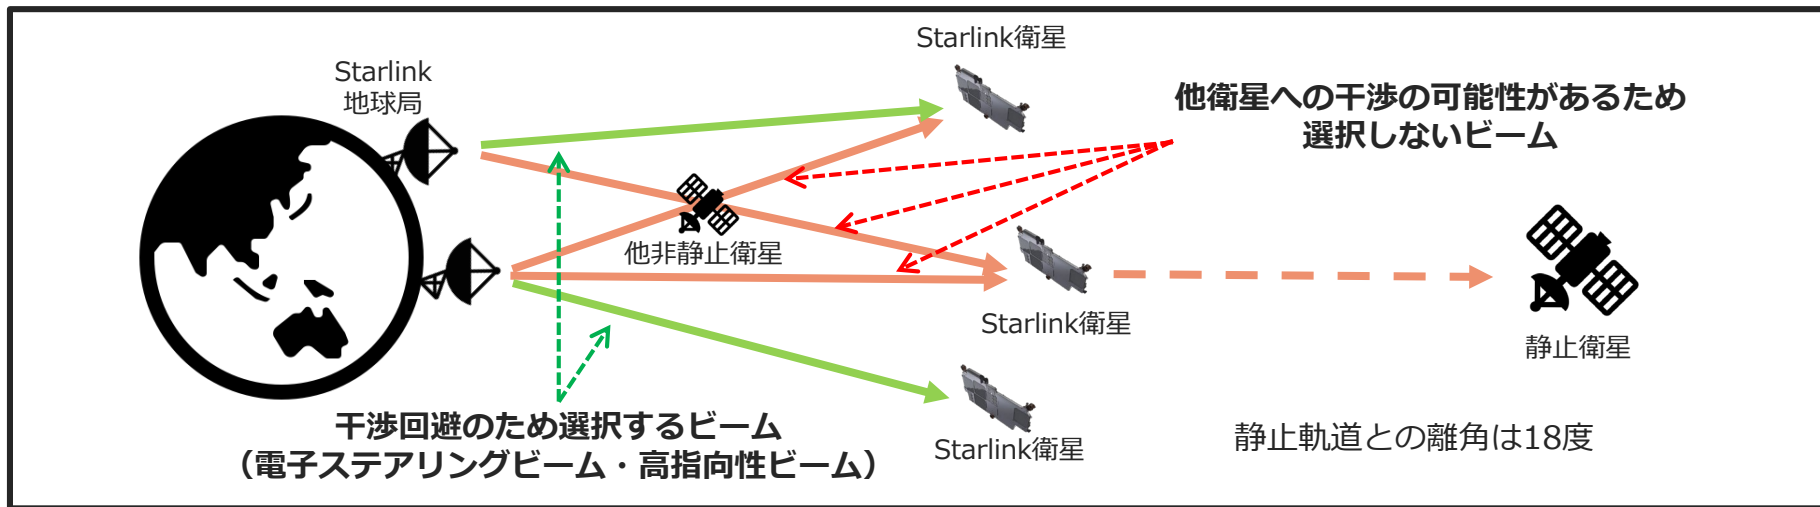 Starlink衛星
Starlink
地球局
他衛星への干渉の可能性があるため
選択しないビーム
他非静止衛星
Starlink衛星
静止衛星
干渉回避のため選択するビーム
（電子ステアリングビーム・高指向性ビーム）
Starlink衛星
静止軌道との離角は18度